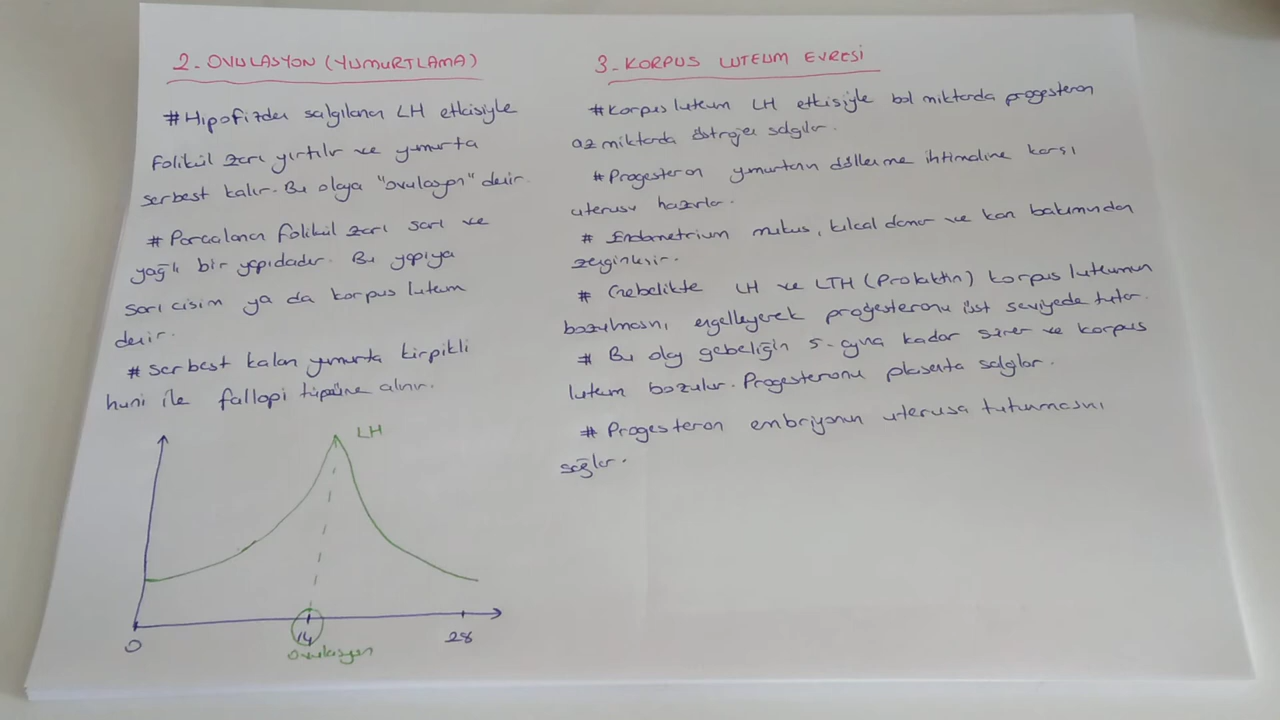 2. OVULASYON (YUMURTLAMA)
# Hipofizden salgılanan LH etkisiyle
folikül zarı yırtılır ve yumurta
serbest kalır. Bu olaya "ovulasyon" denir.
# Parçalanan folikül zarı sarı ve
yağlı bir yapıdadır. Bu yapıya
sarı cisim ya da korpus luteum
denir.
# Serbest kalan yumurta kirpikli
huni ile fallopi tüpüne alınır.
LH
0
14
28
Ovulasyon
3. KORPUS LUTEUM EVRESİ
# Korpus luteum LH etkisiyle bol miktarda progesteron
az miktarda östrojen salgılar.
# Progesteron yumurtanın döllenme ihtimaline karşı
uterusu hazırlar.
# Endometrium mukus, kılcal damar ve kan bakımından
zenginleşir.
# Gebelikte LH ve LTH (Prolaktin) korpus luteumun
bozulmasını engelleyerek progesteronu üst seviyede tutar.
# Bu olay gebeliğin 5. ayına kadar sürer ve korpus
luteum bozulur. Progesteronu plasenta salgılar.
# Progesteron embriyonun uterusa tutunmasını
sağlar.